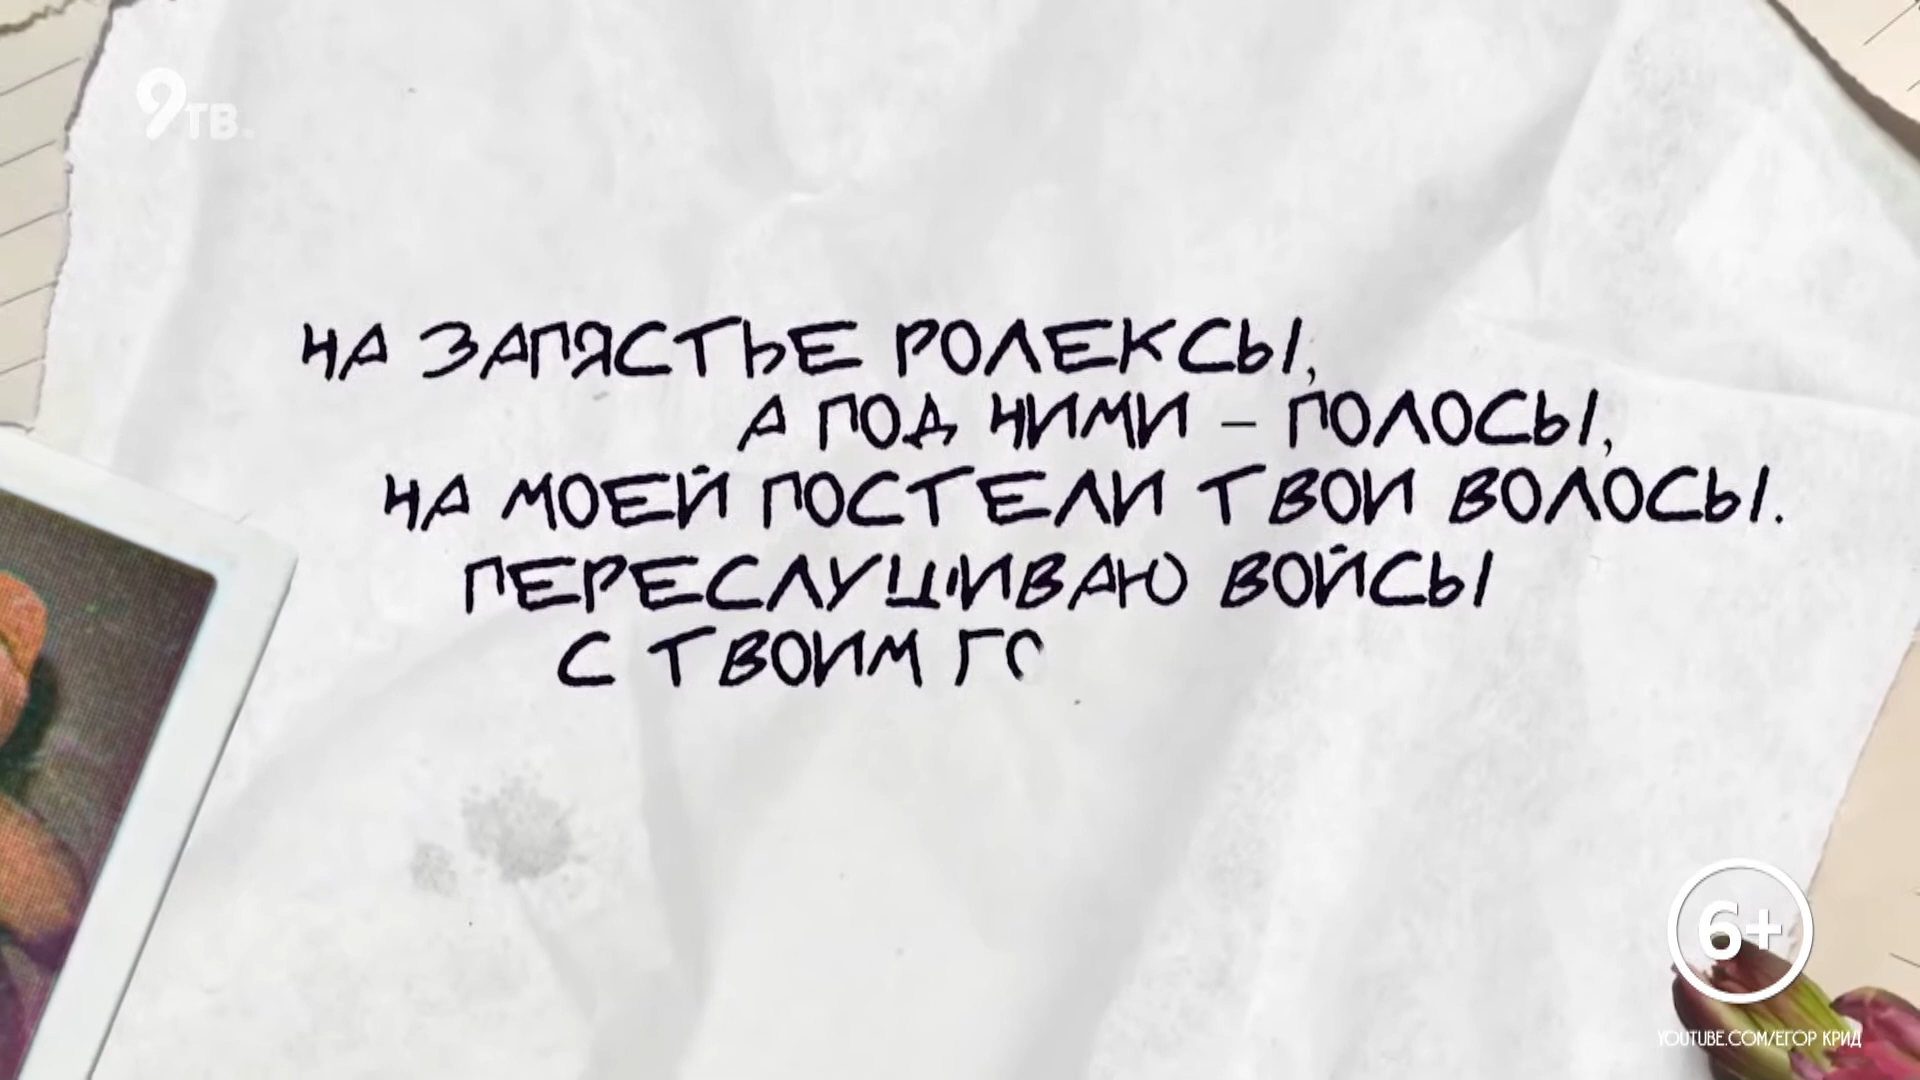 9ТВ.
НА ЗАПЯСТЬЕ РОЛЕКСЫ,
А ПОД НИМИ – ПОЛОСЫ,
НА МОЕЙ ПОСТЕЛИ ТВОИ ВОЛОСЫ.
ПЕРЕСЛУШИВАЮ ВОЙСЫ
С ТВОИМ ГО
6+
YOUTUBE.COM/ЕГОР КРИД